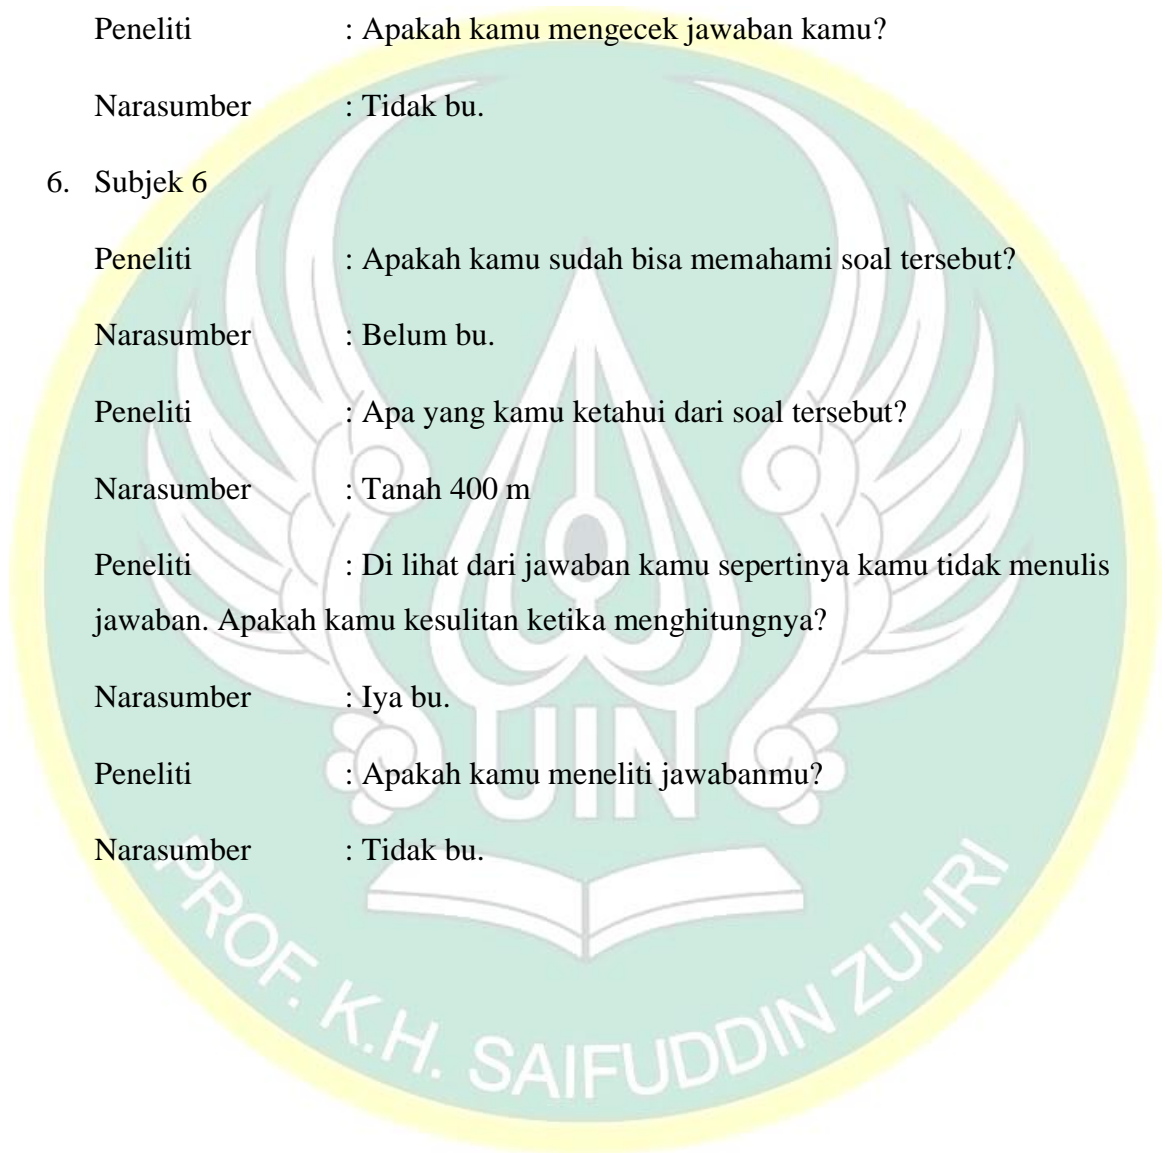 Peneliti : Apakah kamu mengecek jawaban kamu?
Narasumber : Tidak bu.
6. Subjek 6
Peneliti : Apakah kamu sudah bisa memahami soal tersebut?
Narasumber : Belum bu.
Peneliti : Apa yang kamu ketahui dari soal tersebut?
Narasumber : Tanah 400 m
Peneliti : Di lihat dari jawaban kamu sepertinya kamu tidak menulis
jawaban. Apakah kamu kesulitan ketika menghitungnya?
Narasumber : Iya bu.
Peneliti : Apakah kamu meneliti jawabanmu?
Narasumber : Tidak bu.
UIN
PROF. K.H. SAIFUDDIN ZUHRI